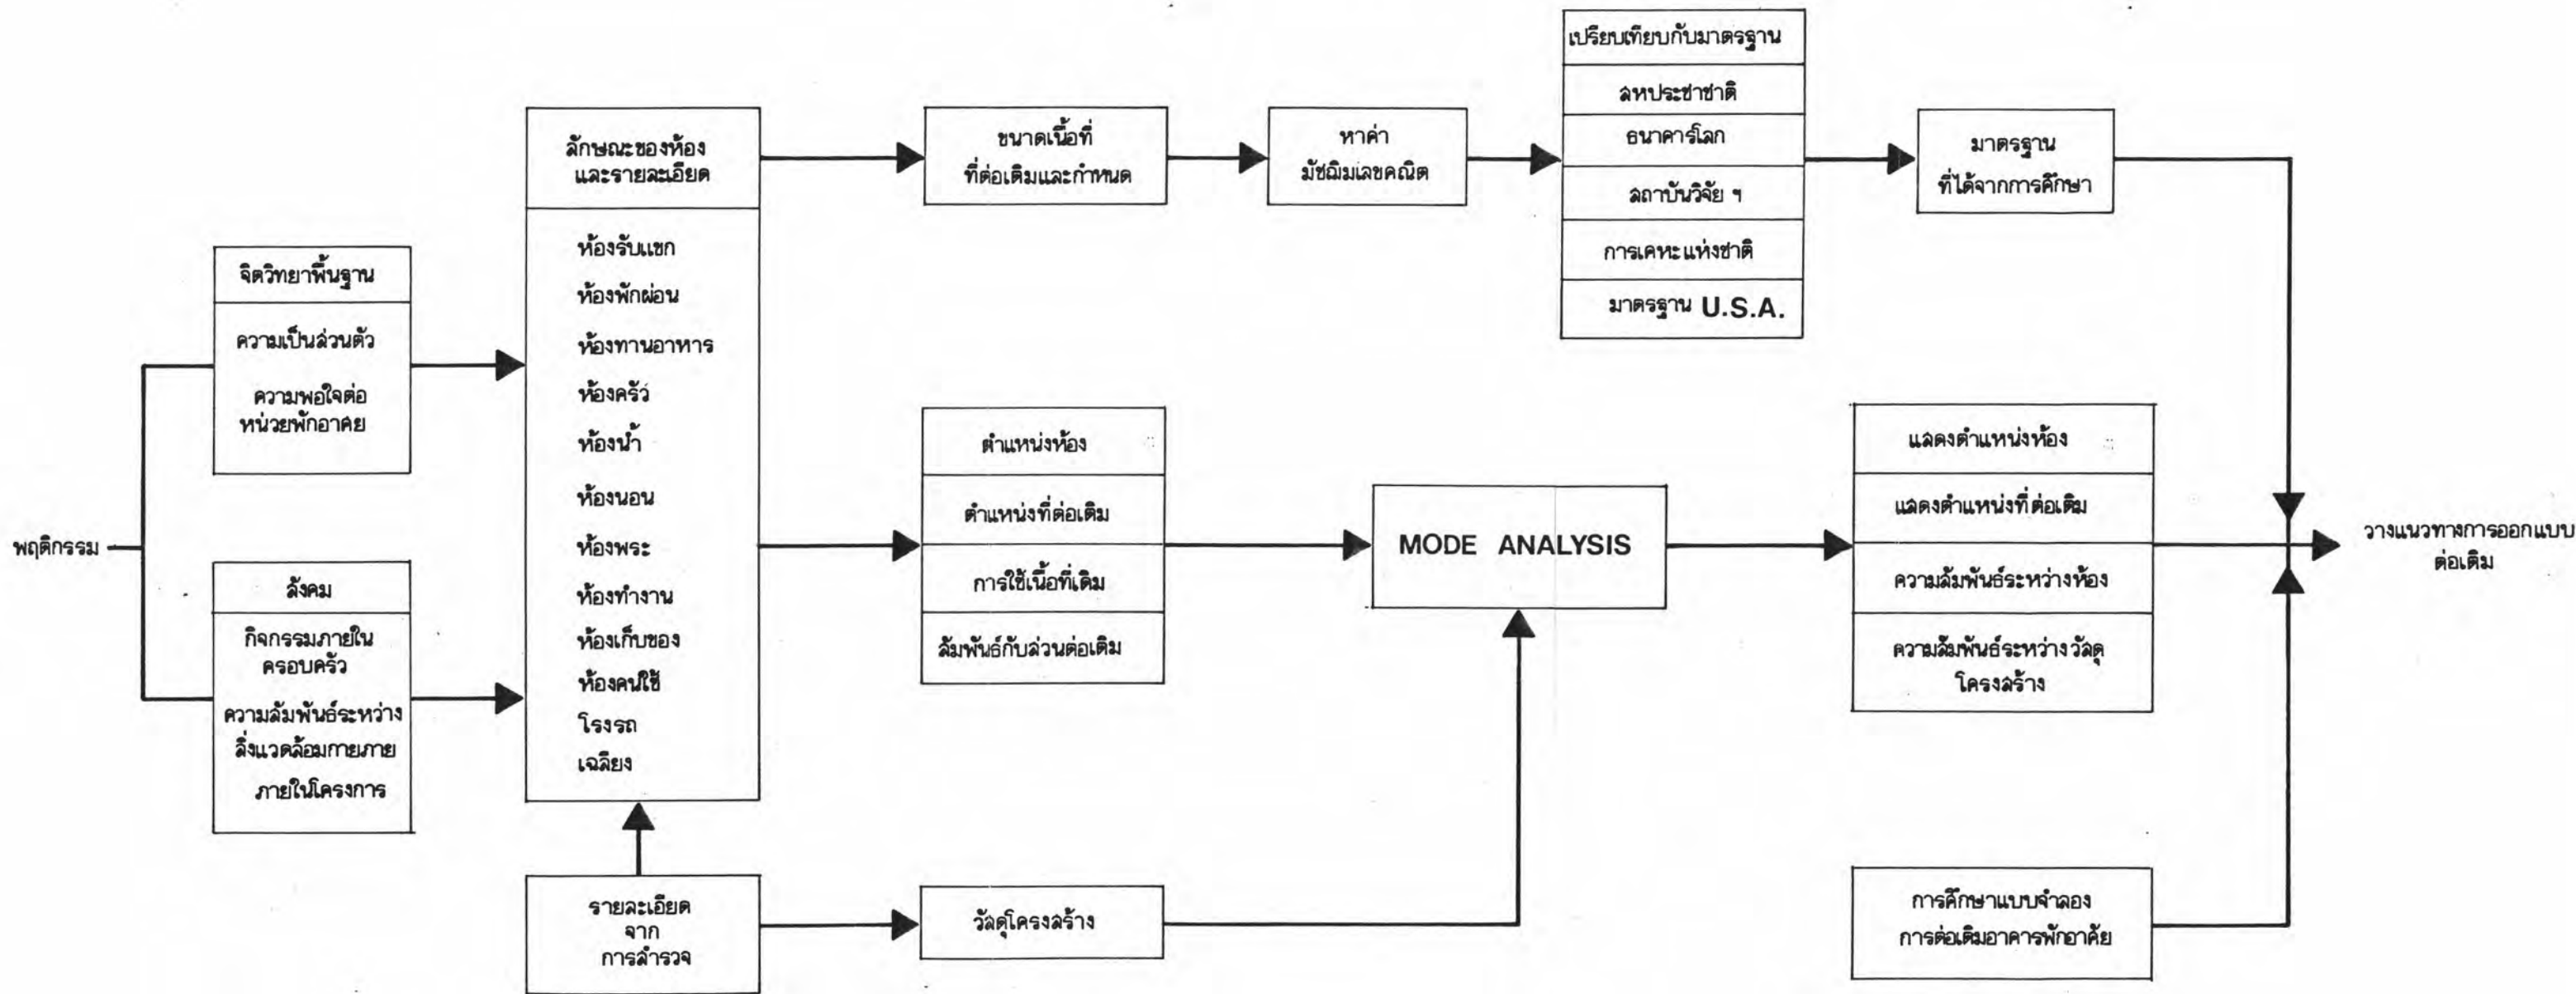 พฤติกรรม
จิตวิทยาพื้นฐาน
ความเป็นส่วนตัว
ความพอใจต่อ
หน่วยพักอาศัย
สังคม
กิจกรรมภายใน
ครอบครัว
ความสัมพันธ์ระหว่าง
สิ่งแวดล้อมกายภาย
ภายในโครงการ
ลักษณะของห้อง
และรายละเอียด
ห้องรับแขก
ห้องพักผ่อน
ห้องทานอาหาร
ห้องครัว
ห้องน้ำ
ห้องนอน
ห้องพระ
ห้องทำงาน
ห้องเก็บของ
ห้องคนใช้
โรงรถ
เฉลียง
รายละเอียด
จาก
การสำรวจ
ขนาดเนื้อที่
ที่ต่อเติมและกำหนด
หาค่า
มัชฌิมเลขคณิต
เปรียบเทียบกับมาตรฐาน
สหประชาชาติ
ธนาคารโลก
สถาบันวิจัย ฯ
การเคหะแห่งชาติ
มาตรฐาน U.S.A.
มาตรฐาน
ที่ได้จากการศึกษา
ตำแหน่งห้อง
ตำแหน่งที่ต่อเติม
การใช้เนื้อที่เดิม
สัมพันธ์กับส่วนต่อเติม
MODE ANALYSIS
แสดงตำแหน่งห้อง
แสดงตำแหน่งที่ต่อเติม
ความสัมพันธ์ระหว่างห้อง
ความสัมพันธ์ระหว่างวัสดุ
โครงสร้าง
วัสดุโครงสร้าง
การศึกษาแบบจำลอง
การต่อเติมอาคารพักอาศัย
วางแนวทางการออกแบบ
ต่อเติม